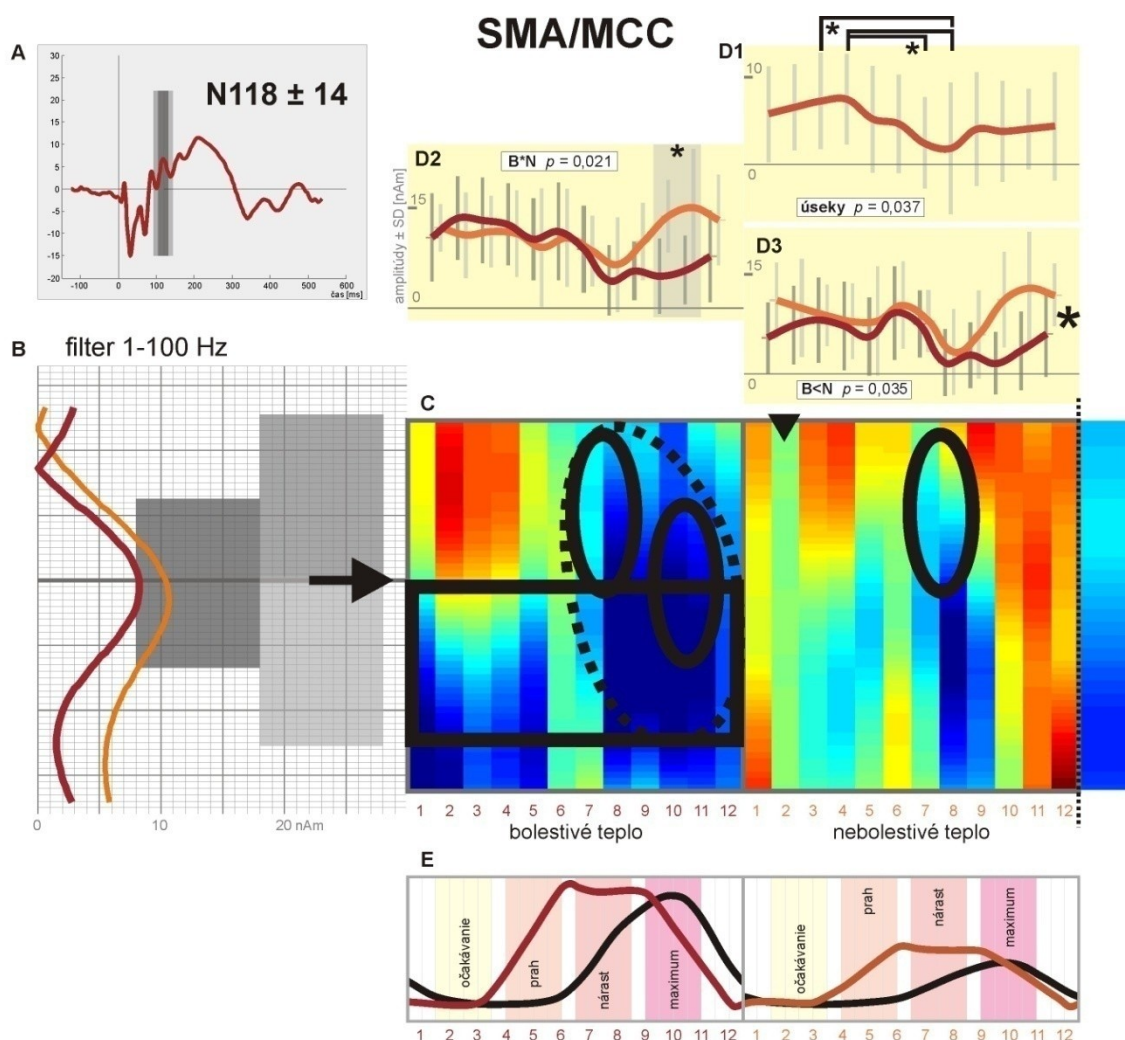 SMA/MCC
A
30
25
20
15
10
5
0
-5
-10
-15
-20
-100 0 100 200 300 400 500 600
čas [ms]
N118 ± 14
D1
*
*
10
0
úseky p = 0,037
D2
B*N p = 0,021
*
15
0
amplitúdy ± SD [nAm]
D3
15
0
*
B<N p = 0,035
B
filter 1-100 Hz
0 10 20 nAm
C
1 2 3 4 5 6 7 8 9 10 11 12
bolestivé teplo
1 2 3 4 5 6 7 8 9 10 11 12
nebolestivé teplo
E
očakávanie
prah
nárast
maximum
očakávanie
prah
nárast
maximum
1 2 3 4 5 6 7 8 9 10 11 12
1 2 3 4 5 6 7 8 9 10 11 12